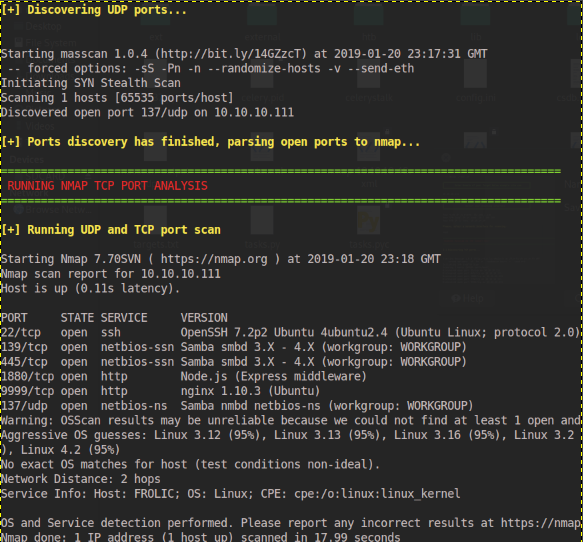 [+] Discovering UDP ports...
Starting masscan 1.0.4 (http://bit.ly/14GZzcT) at 2019-01-20 23:17:31 GMT
-- forced options: -sS -Pn -n --randomize-hosts -v --send-eth
Initiating SYN Stealth Scan
Scanning 1 hosts [65535 ports/host]
Discovered open port 137/udp on 10.10.10.111
[+] Ports discovery has finished, parsing open ports to nmap...
================================================================================
RUNNING NMAP TCP PORT ANALYSIS
================================================================================
[+] Running UDP and TCP port scan
Starting Nmap 7.70SVN ( https://nmap.org ) at 2019-01-20 23:18 GMT
Nmap scan report for 10.10.10.111
Host is up (0.11s latency).
PORT     STATE SERVICE     VERSION
22/tcp   open  ssh         OpenSSH 7.2p2 Ubuntu 4ubuntu2.4 (Ubuntu Linux; protocol 2.0)
139/tcp  open  netbios-ssn Samba smbd 3.X - 4.X (workgroup: WORKGROUP)
445/tcp  open  netbios-ssn Samba smbd 3.X - 4.X (workgroup: WORKGROUP)
1880/tcp open  http        Node.js (Express middleware)
9999/tcp open  http        nginx 1.10.3 (Ubuntu)
137/udp  open  netbios-ns  Samba nmbd netbios-ns (workgroup: WORKGROUP)
Warning: OSScan results may be unreliable because we could not find at least 1 open and
Aggressive OS guesses: Linux 3.12 (95%), Linux 3.13 (95%), Linux 3.16 (95%), Linux 3.2
), Linux 4.2 (95%)
No exact OS matches for host (test conditions non-ideal).
Network Distance: 2 hops
Service Info: Host: FROLIC; OS: Linux; CPE: cpe:/o:linux:linux_kernel
OS and Service detection performed. Please report any incorrect results at https://nmap
Nmap done: 1 IP address (1 host up) scanned in 17.99 seconds